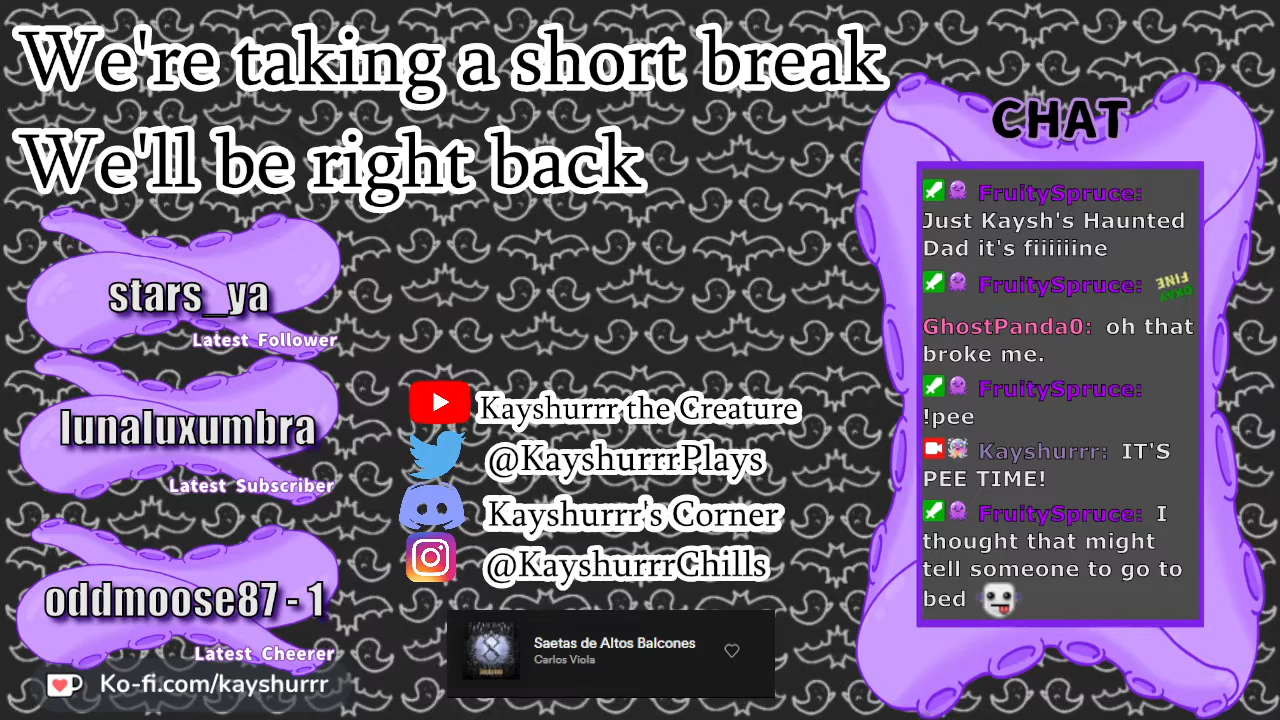 We're taking a short break
We'll be right back
stars_ya
Latest Follower
lunaluxumbra
Latest Subscriber
oddmoose87 - 1
Latest Cheerer
Ko-fi.com/kayshurrr
Kayshurrr the Creature
@KayshurrrPlays
Kayshurrr's Corner
@KayshurrrChills
Saetas de Altos Balcones
Carlos Viola
CHAT
FruitySpruce:
Just Kaysh's Haunted
Dad it's fiiiiiine
FruitySpruce:
FINE
OKAY
GhostPanda0: oh that
broke me.
FruitySpruce:
!pee
Kayshurrr: IT'S
PEE TIME!
FruitySpruce: I
thought that might
tell someone to go to
bed